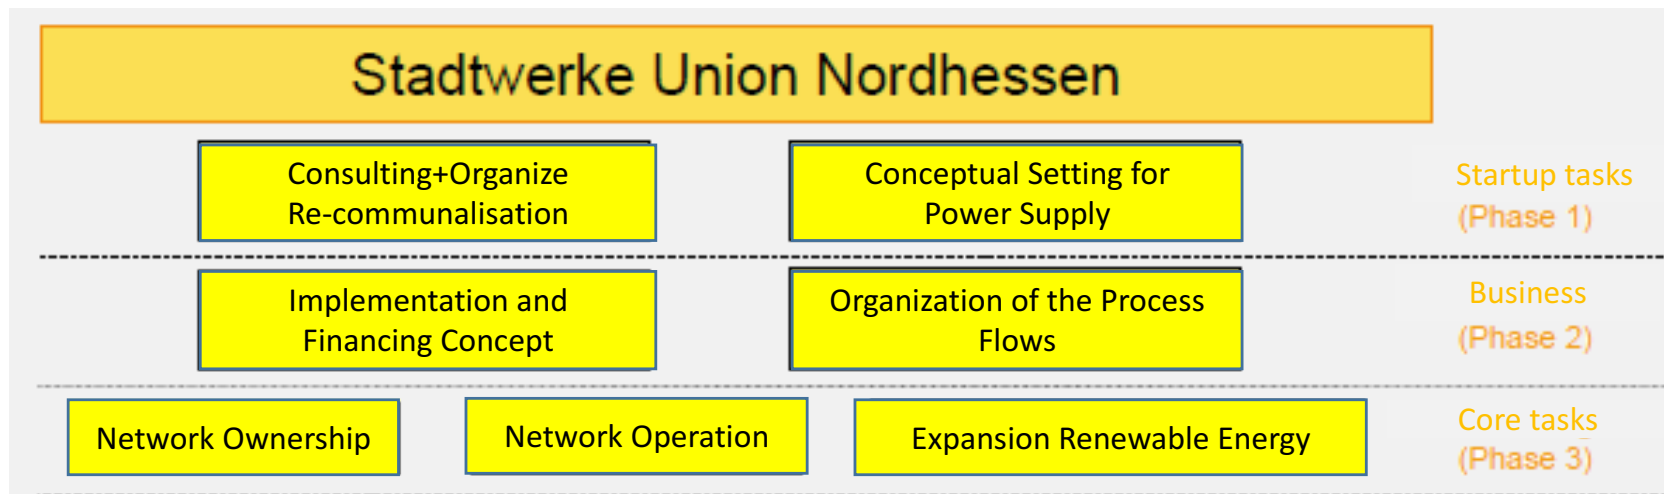 Stadtwerke Union Nordhessen
Consulting+Organize
Re-communalisation
Conceptual Setting for
Power Supply
Startup tasks
(Phase 1)
Implementation and
Financing Concept
Organization of the Process
Flows
Business
(Phase 2)
Network Ownership
Network Operation
Expansion Renewable Energy
Core tasks
(Phase 3)